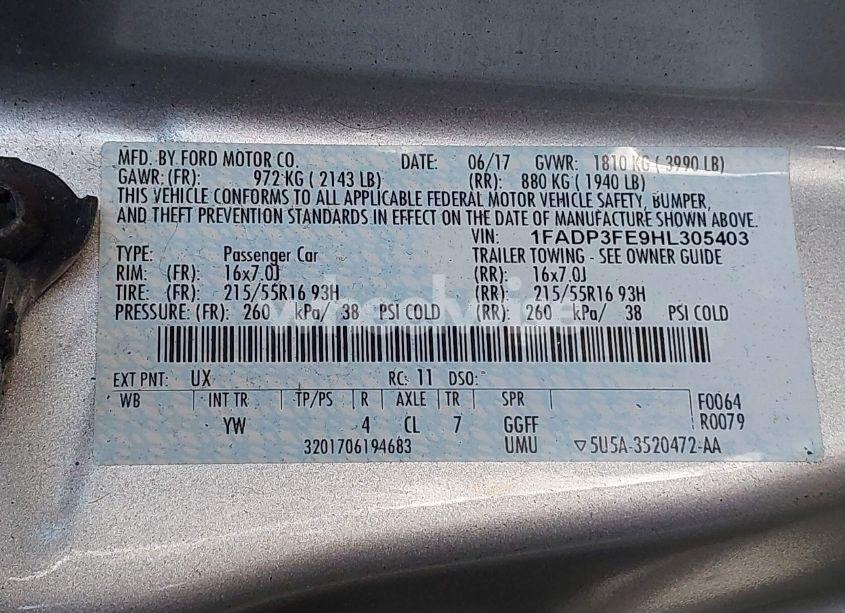 MFD. BY FORD MOTOR CO. DATE: 06/17 GVWR: 1810 KG ( 3990 LB)
GAWR: (FR): 972 KG ( 2143 LB) (RR): 880 KG ( 1940 LB)
THIS VEHICLE CONFORMS TO ALL APPLICABLE FEDERAL MOTOR VEHICLE SAFETY, BUMPER,
AND THEFT PREVENTION STANDARDS IN EFFECT ON THE DATE OF MANUFACTURE SHOWN ABOVE.
VIN: 1FADP3FE9HL305403
TYPE: Passenger Car TRAILER TOWING - SEE OWNER GUIDE
RIM: (FR): 16x7.0J (RR): 16x7.0J
TIRE: (FR): 215/55R16 93H (RR): 215/55R16 93H
PRESSURE: (FR): 260 kPa/ 38 PSI COLD (RR): 260 kPa/ 38 PSI COLD
EXT PNT: UX RC: 11 DSO:
WB INT TR TP/PS R AXLE TR SPR F0064
YW 4 CL 7 GGFF R0079
3201706194683 UMU ▽5U5A-3520472-AA